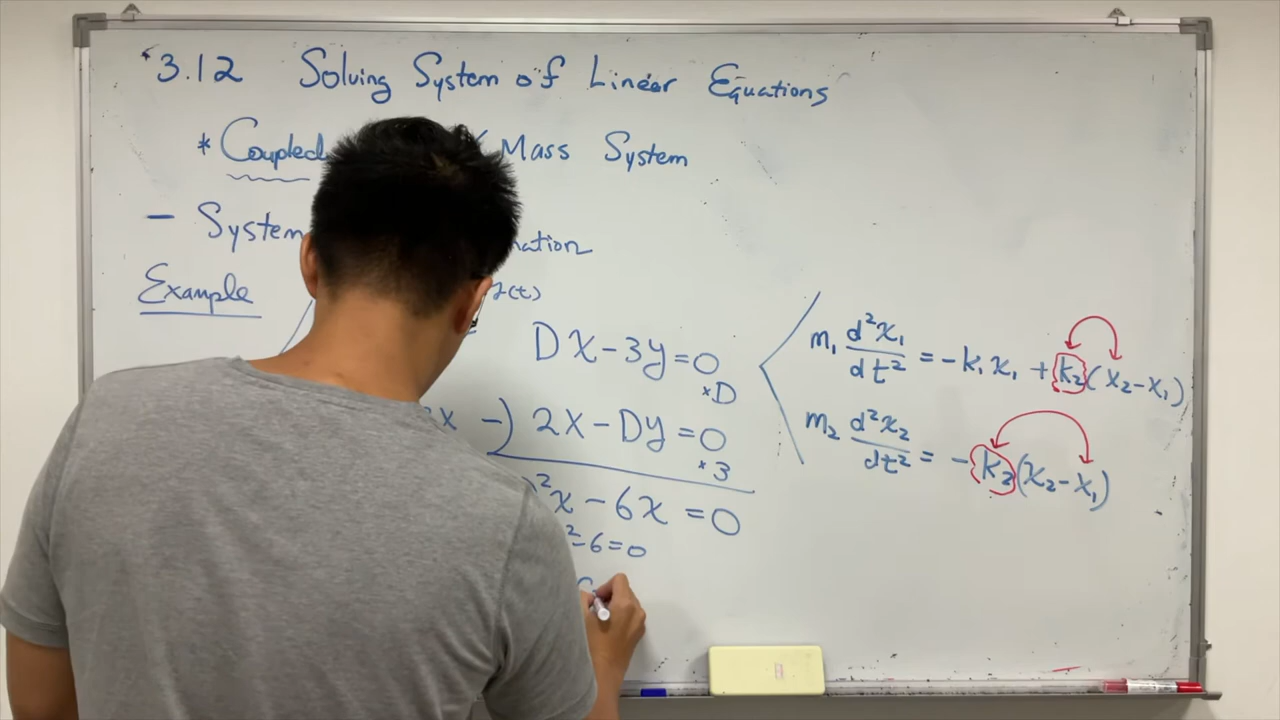 3.12 Solving System of Linear Equations
* Coupled Mass System
- System
Example
Dx-3y=0
*D
-) 2x-Dy=0
*3
²x-6x=0
²-6=0
m₁ d²x₁/dt² = -k₁x₁ + k₂(x₂-x₁)
m₂ d²x₂/dt² = -k₂(x₂-x₁)